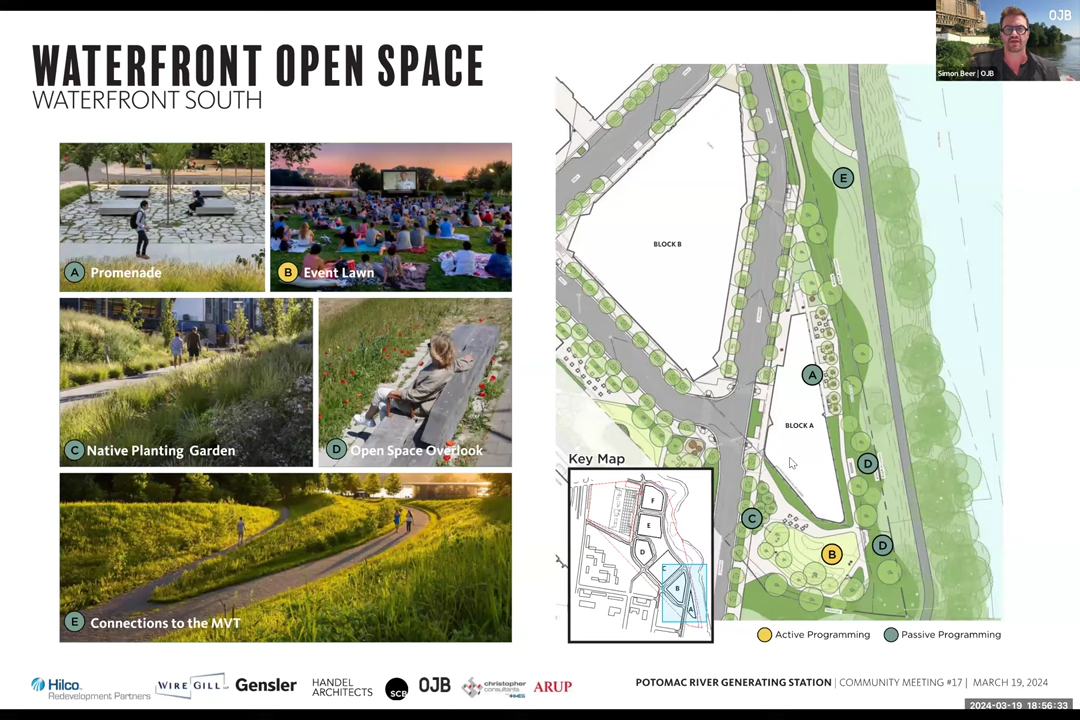 WATERFRONT OPEN SPACE
WATERFRONT SOUTH
OJB
Simon Beer | OJB
A Promenade
B Event Lawn
C Native Planting Garden
D Open Space Overlook
E Connections to the MVT
BLOCK B
E
A
BLOCK A
D
C
B
D
Key Map
F
E
D
C
B
A
Active Programming
Passive Programming
Hilco
Redevelopment Partners
WIRE GILL LLP
Gensler
HANDEL
ARCHITECTS
SCB
OJB
christopher
consultants
ARUP
POTOMAC RIVER GENERATING STATION | COMMUNITY MEETING #17 | MARCH 19, 2024
2024-03-19 18:56:33